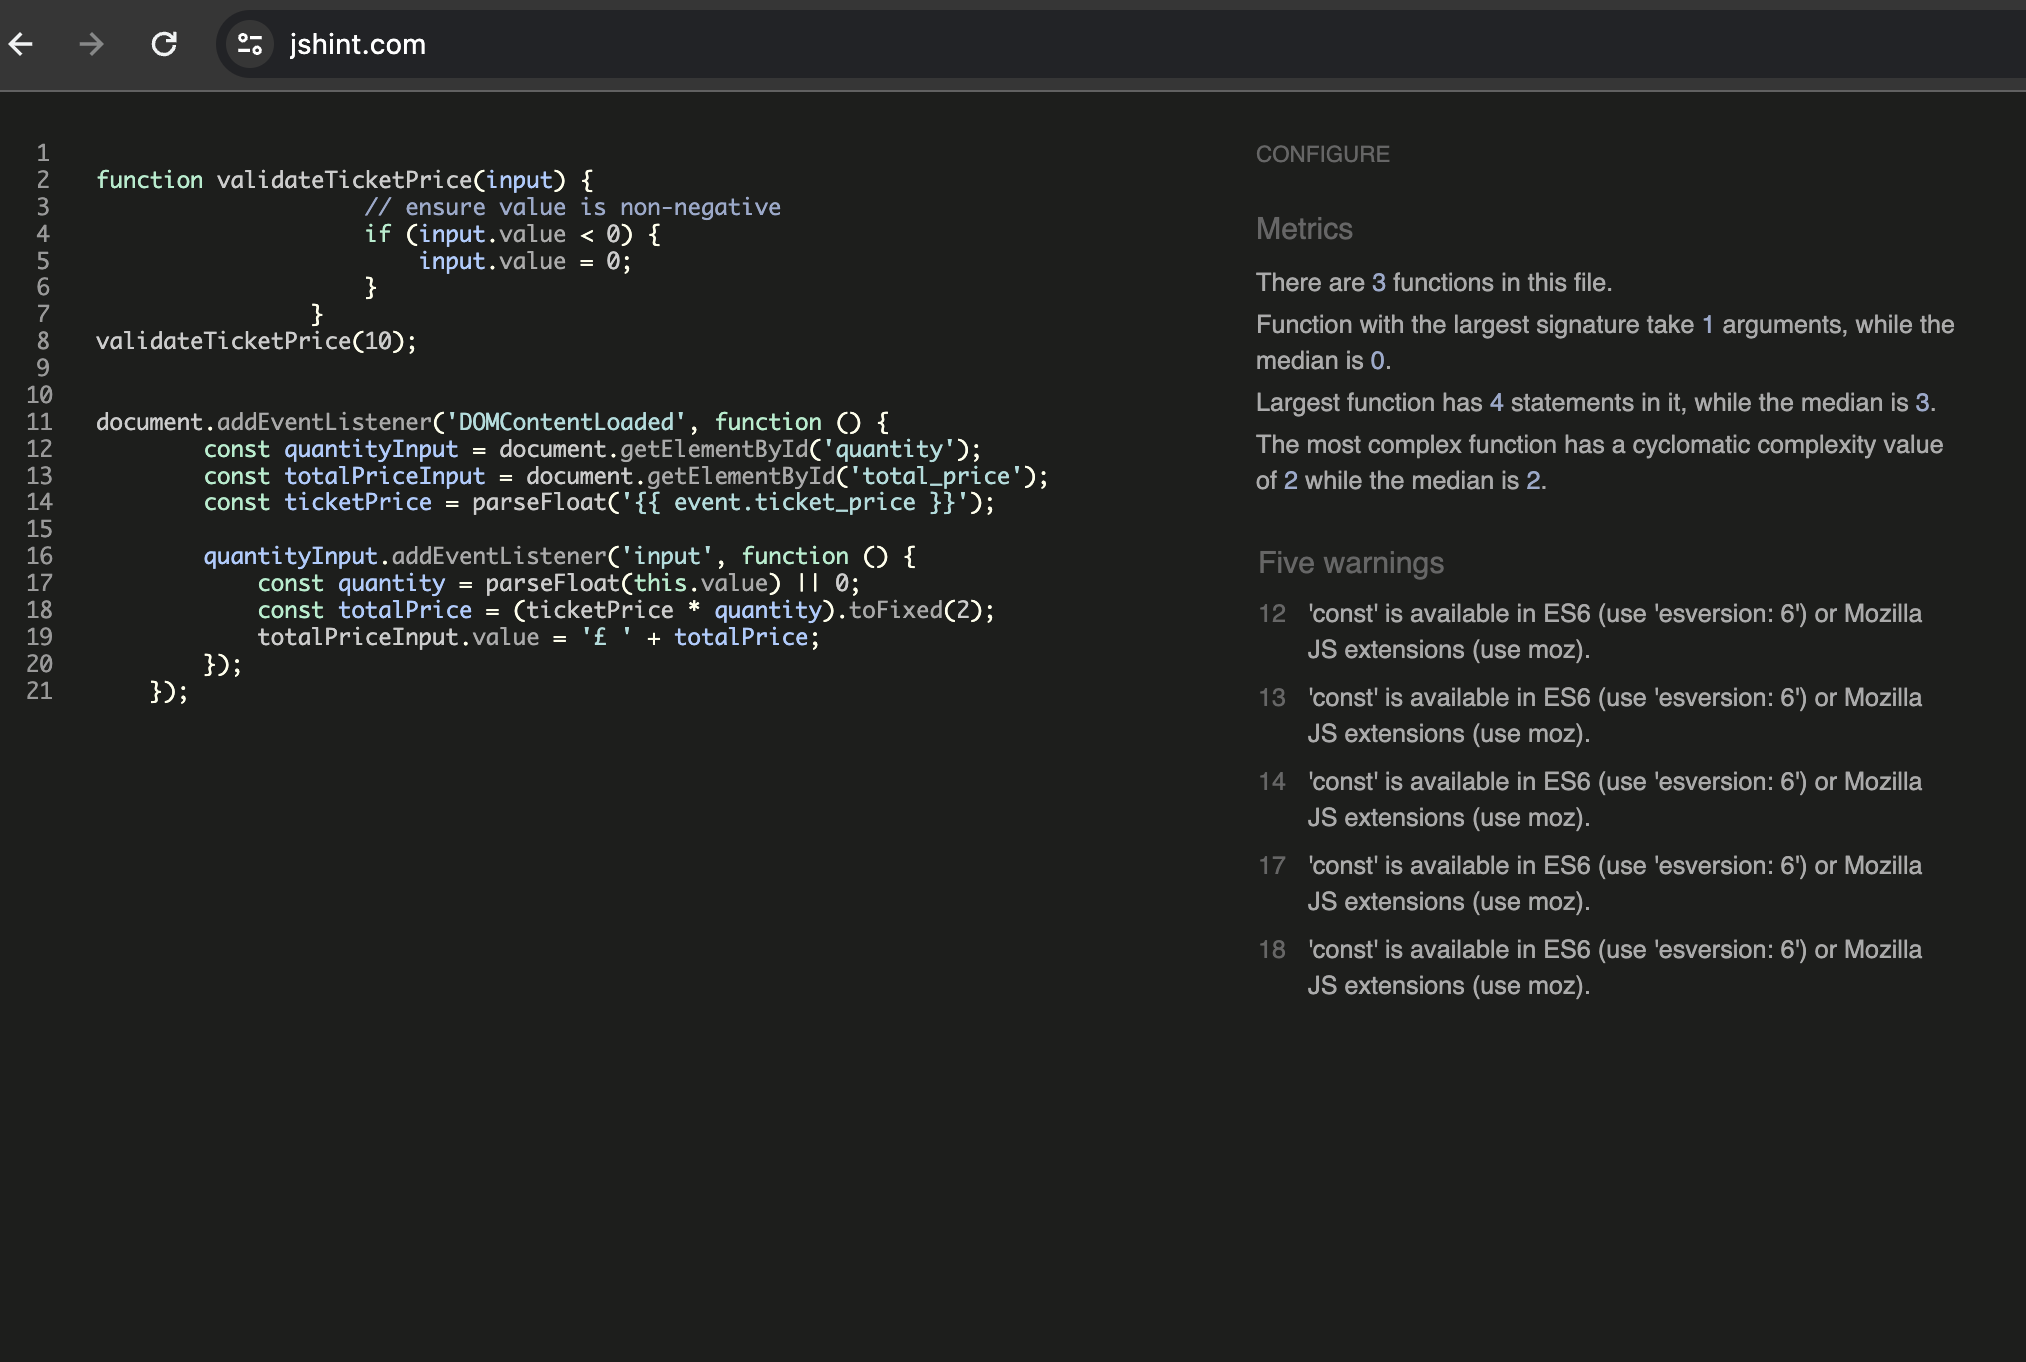 jshint.com
1
2 function validateTicketPrice(input) {
3 // ensure value is non-negative
4 if (input.value < 0) {
5 input.value = 0;
6 }
7 }
8 validateTicketPrice(10);
9
10
11 document.addEventListener('DOMContentLoaded', function () {
12 const quantityInput = document.getElementById('quantity');
13 const totalPriceInput = document.getElementById('total_price');
14 const ticketPrice = parseFloat('{{ event.ticket_price }}');
15
16 quantityInput.addEventListener('input', function () {
17 const quantity = parseFloat(this.value) || 0;
18 const totalPrice = (ticketPrice * quantity).toFixed(2);
19 totalPriceInput.value = '£ ' + totalPrice;
20 });
21 });
CONFIGURE
Metrics
There are 3 functions in this file.
Function with the largest signature take 1 arguments, while the
median is 0.
Largest function has 4 statements in it, while the median is 3.
The most complex function has a cyclomatic complexity value
of 2 while the median is 2.
Five warnings
12 'const' is available in ES6 (use 'esversion: 6') or Mozilla
JS extensions (use moz).
13 'const' is available in ES6 (use 'esversion: 6') or Mozilla
JS extensions (use moz).
14 'const' is available in ES6 (use 'esversion: 6') or Mozilla
JS extensions (use moz).
17 'const' is available in ES6 (use 'esversion: 6') or Mozilla
JS extensions (use moz).
18 'const' is available in ES6 (use 'esversion: 6') or Mozilla
JS extensions (use moz).